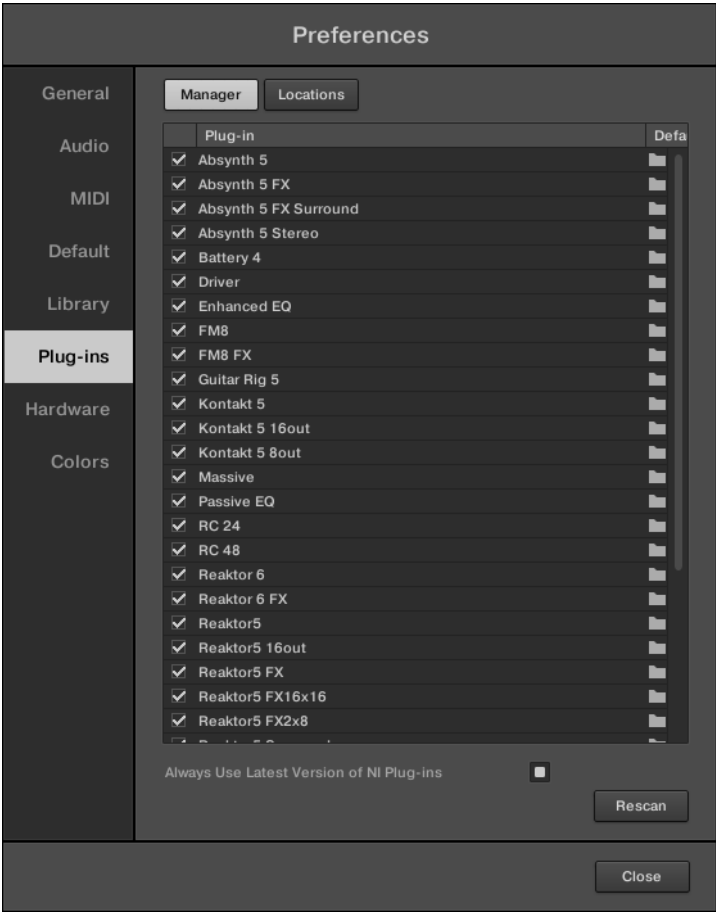 Preferences
General
Audio
MIDI
Default
Library
Plug-ins
Hardware
Colors
Manager
Locations
Plug-in Defa
Absynth 5
Absynth 5 FX
Absynth 5 FX Surround
Absynth 5 Stereo
Battery 4
Driver
Enhanced EQ
FM8
FM8 FX
Guitar Rig 5
Kontakt 5
Kontakt 5 16out
Kontakt 5 8out
Massive
Passive EQ
RC 24
RC 48
Reaktor 6
Reaktor 6 FX
Reaktor5
Reaktor5 16out
Reaktor5 FX
Reaktor5 FX16x16
Reaktor5 FX2x8
Always Use Latest Version of NI Plug-ins
Rescan
Close